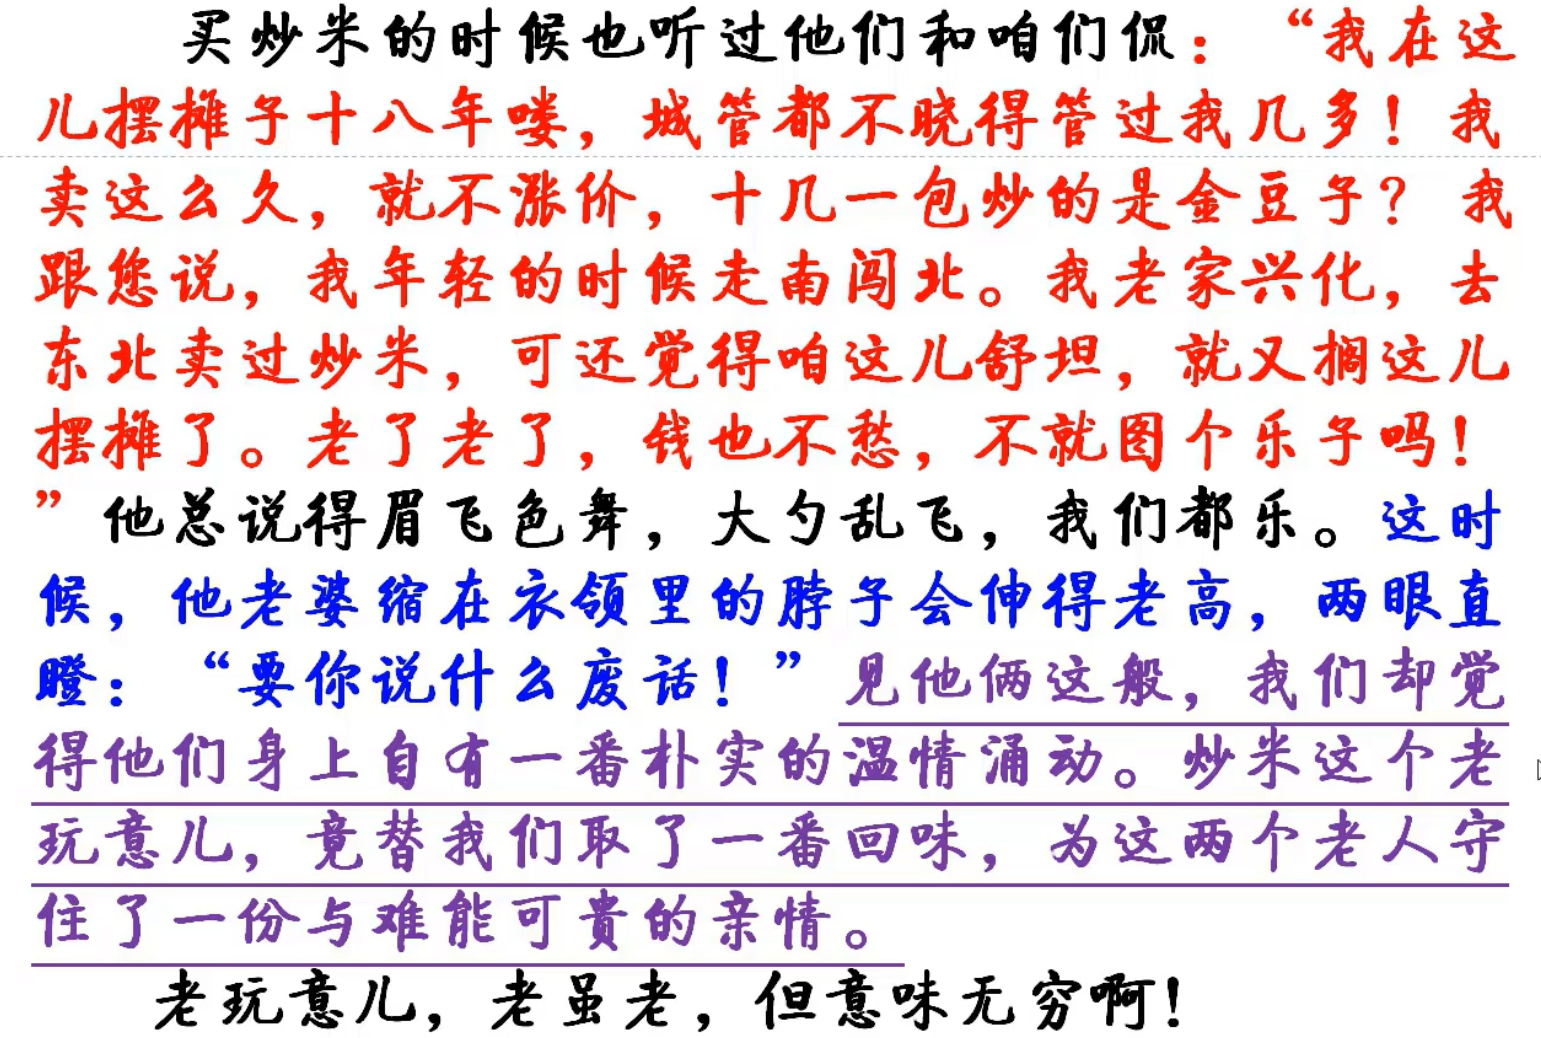 买炒米的时候也听过他们和咱们侃：“我在这
儿摆摊子十八年喽，城管都不晓得管过我几多！我
卖这么久，就不涨价，十几一包炒的是金豆子？我
跟您说，我年轻的时候走南闯北。我老家兴化，去
东北卖过炒米，可还觉得咱这儿舒坦，就又搁这儿
摆摊了。老了老了，钱也不愁，不就图个乐子吗！
”他总说得眉飞色舞，大勺乱飞，我们都乐。这时
候，他老婆缩在衣领里的脖子会伸得老高，两眼直
瞪：“要你说什么废话！”见他俩这般，我们却觉
得他们身上自有一番朴实的温情涌动。炒米这个老
玩意儿，竟替我们取了一番回味，为这两个老人守
住了一份与难能可貴的亲情。
老玩意儿，老虽老，但意味无穷啊！